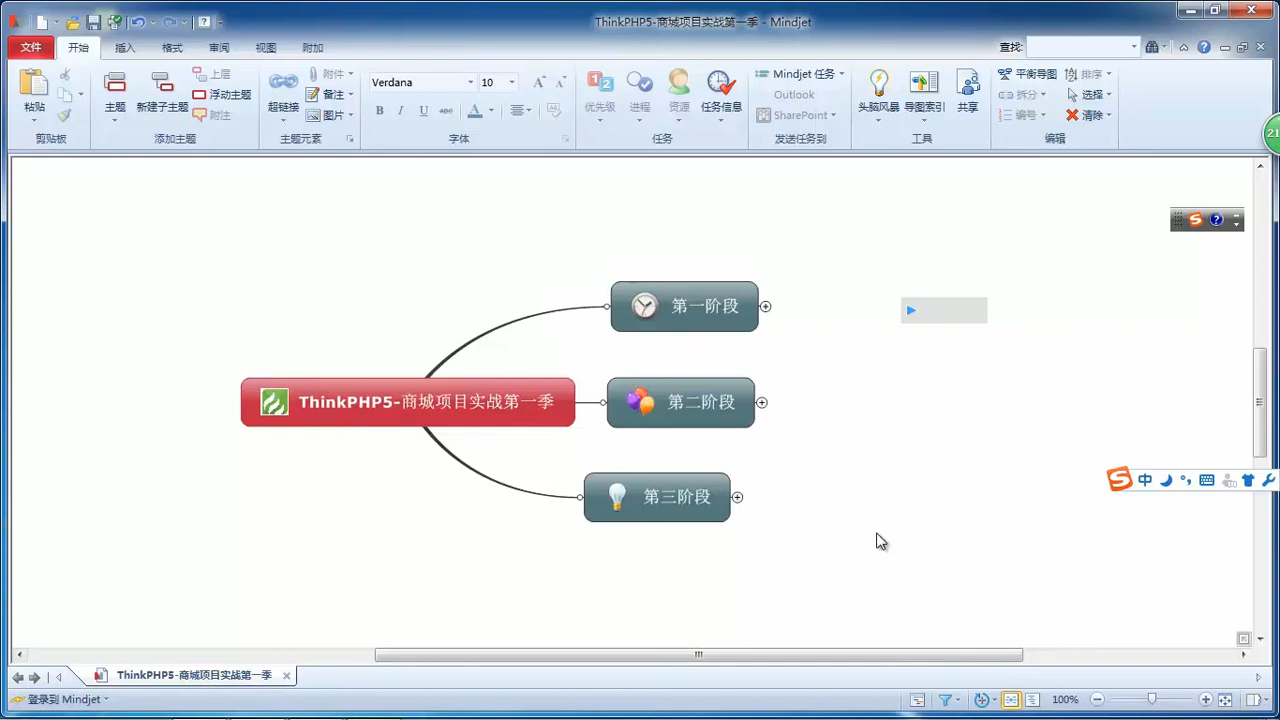 ThinkPHP5-商城项目实战第一季 - Mindjet
文件 开始 插入 格式 审阅 视图 附加 查找:
粘贴
剪贴板
主题 新建子主题
上层
浮动主题
附注
添加主题
超链接
附件
备注
图片
主题元素
Verdana 10
B I U abc A
字体
优先级 进程 资源 任务信息
任务
Mindjet 任务
Outlook
SharePoint
发送任务到
头脑风暴 导图索引 共享
工具
平衡导图 排序
拆分 选择
编号 清除
编辑
21
第一阶段
ThinkPHP5-商城项目实战第一季
第二阶段
第三阶段
中
ThinkPHP5-商城项目实战第一季
登录到 Mindjet 100%